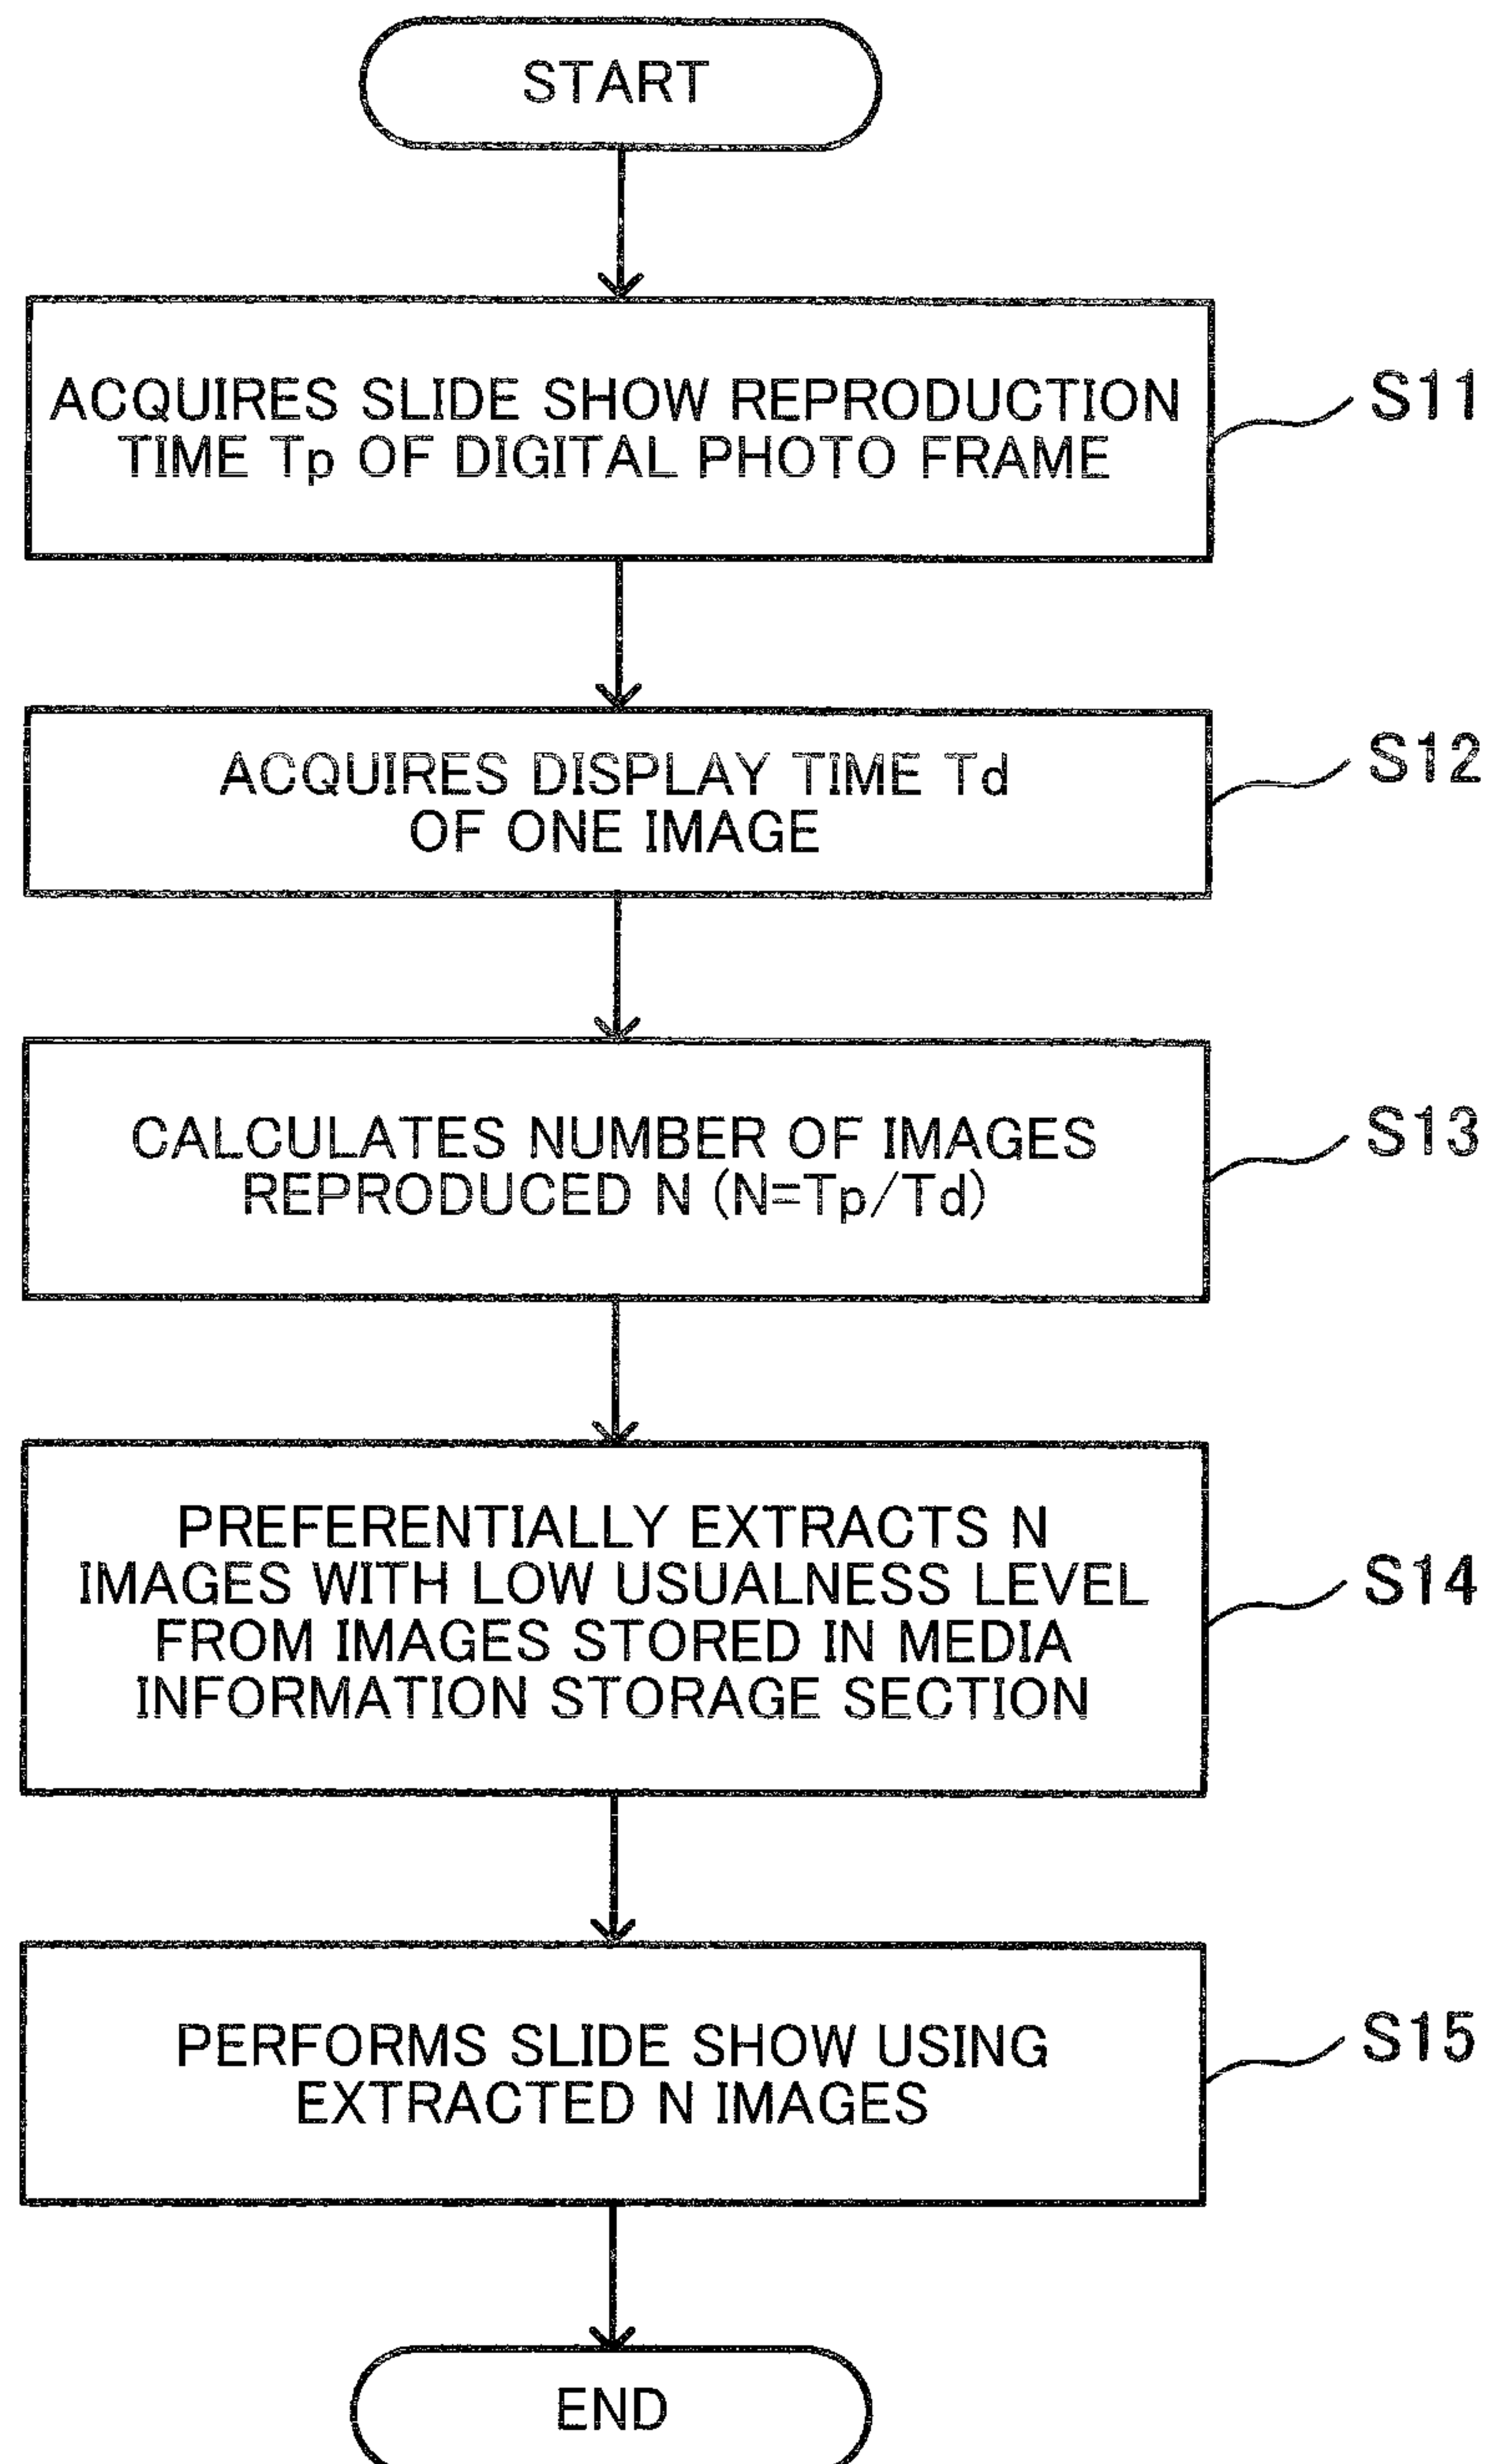 START
ACQUIRES SLIDE SHOW REPRODUCTION
TIME Tp OF DIGITAL PHOTO FRAME
S11
ACQUIRES DISPLAY TIME Td
OF ONE IMAGE
S12
CALCULATES NUMBER OF IMAGES
REPRODUCED N (N=Tp/Td)
S13
PREFERENTIALLY EXTRACTS N
IMAGES WITH LOW USUALNESS LEVEL
FROM IMAGES STORED IN MEDIA
INFORMATION STORAGE SECTION
S14
PERFORMS SLIDE SHOW USING
EXTRACTED N IMAGES
S15
END